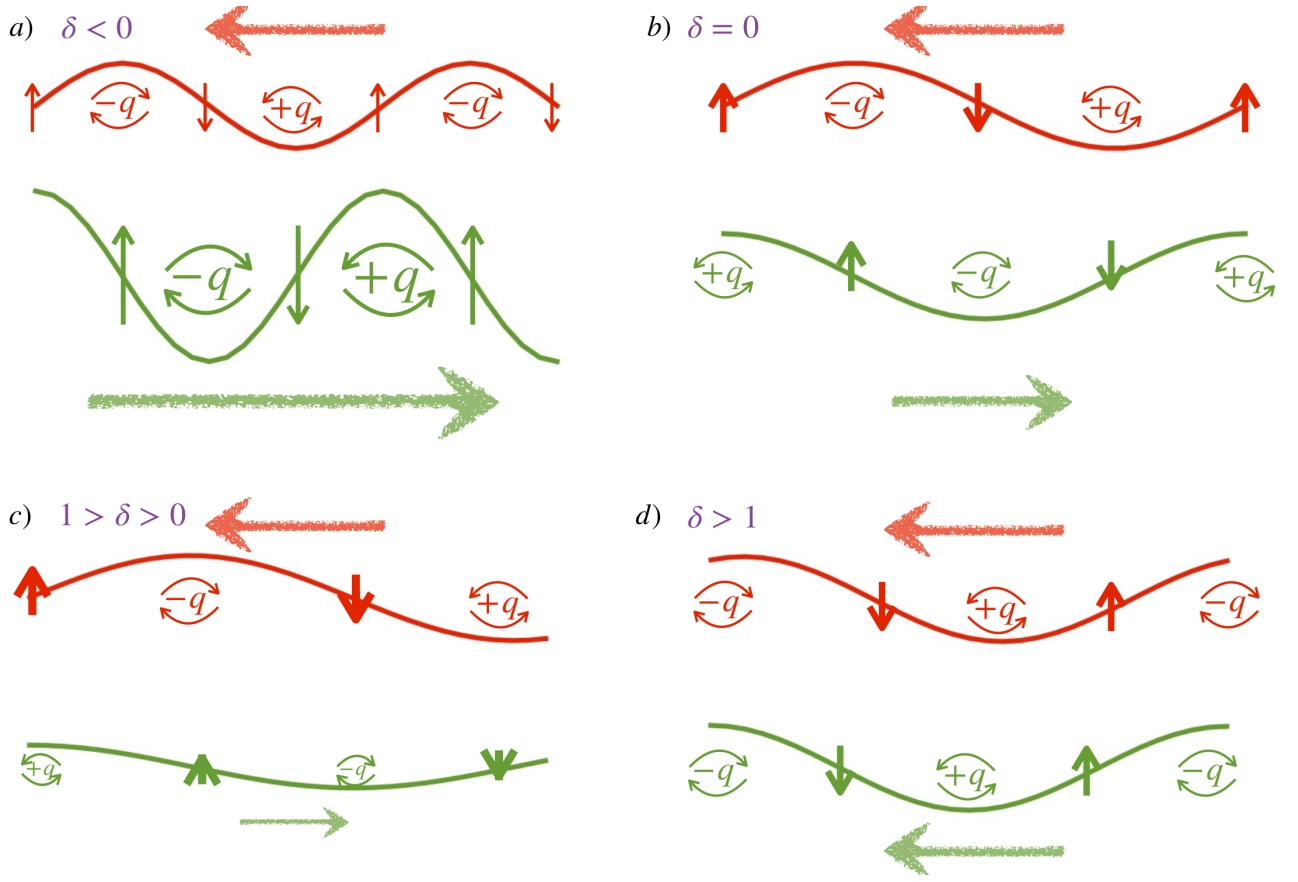 a) δ < 0
−q +q −q
−q +q
b) δ = 0
−q +q
+q −q +q
c) 1 > δ > 0
−q +q
+q −q
d) δ > 1
−q +q −q
−q +q −q